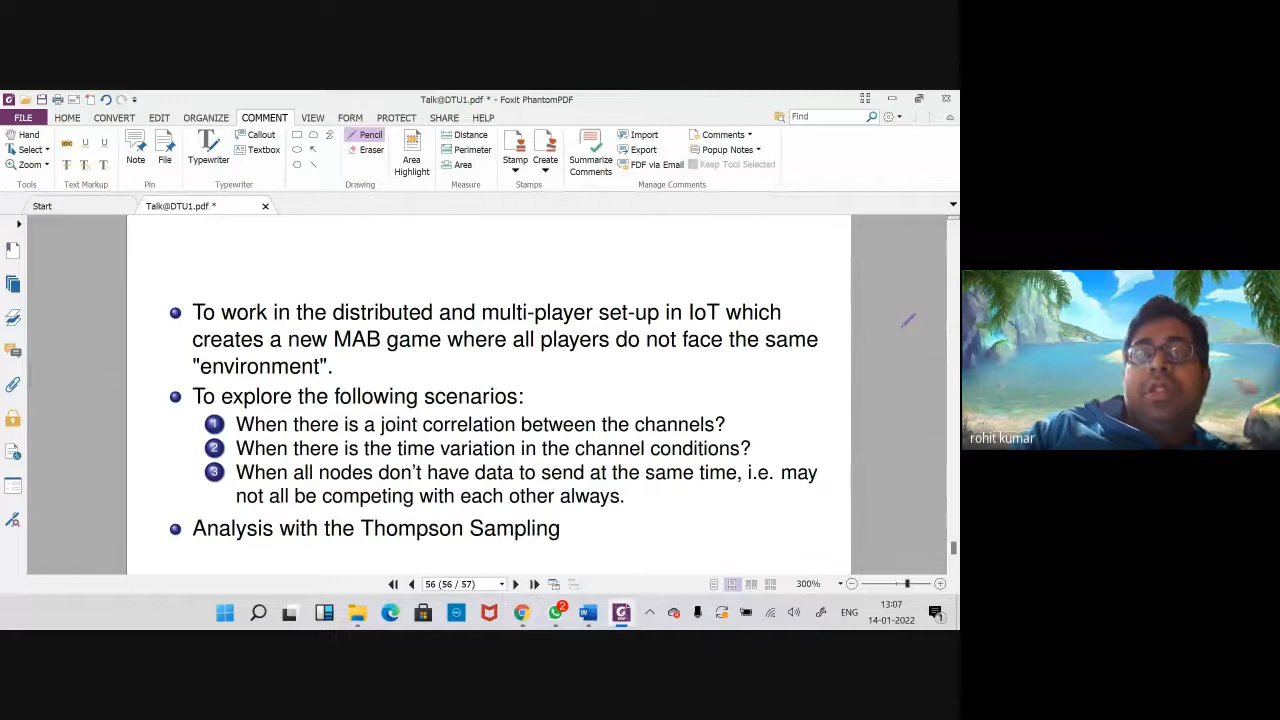 Talk@DTU1.pdf * - Foxit PhantomPDF
FILE HOME CONVERT EDIT ORGANIZE COMMENT VIEW FORM PROTECT SHARE HELP Find
Hand Callout Pencil Distance Import Comments
Select Textbox Eraser Perimeter Export Popup Notes
Zoom Note File Typewriter Area Highlight Area Stamp Create Summarize Comments FDF via Email Keep Tool Selected
Tools Text Markup Pin Typewriter Drawing Measure Stamps Manage Comments
Start Talk@DTU1.pdf *
To work in the distributed and multi-player set-up in IoT which
creates a new MAB game where all players do not face the same
"environment".
To explore the following scenarios:
1 When there is a joint correlation between the channels?
2 When there is the time variation in the channel conditions?
3 When all nodes don't have data to send at the same time, i.e. may
not all be competing with each other always.
Analysis with the Thompson Sampling
rohit kumar
56 (56 / 57) 300%
2 ENG 13:07
14-01-2022 1